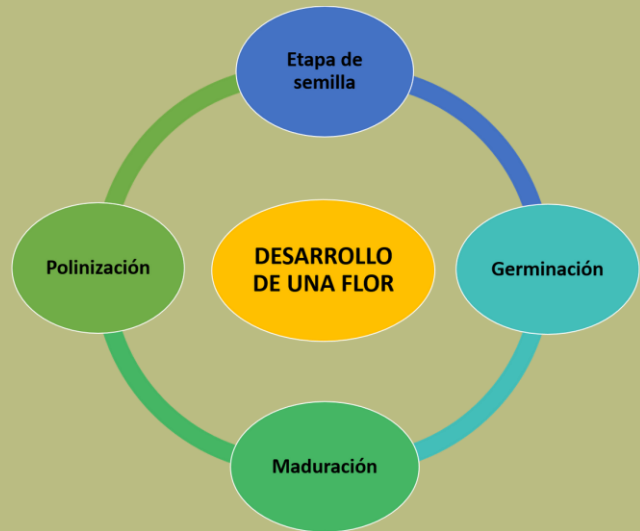 Etapa de
semilla
Polinización
DESARROLLO
DE UNA FLOR
Germinación
Maduración